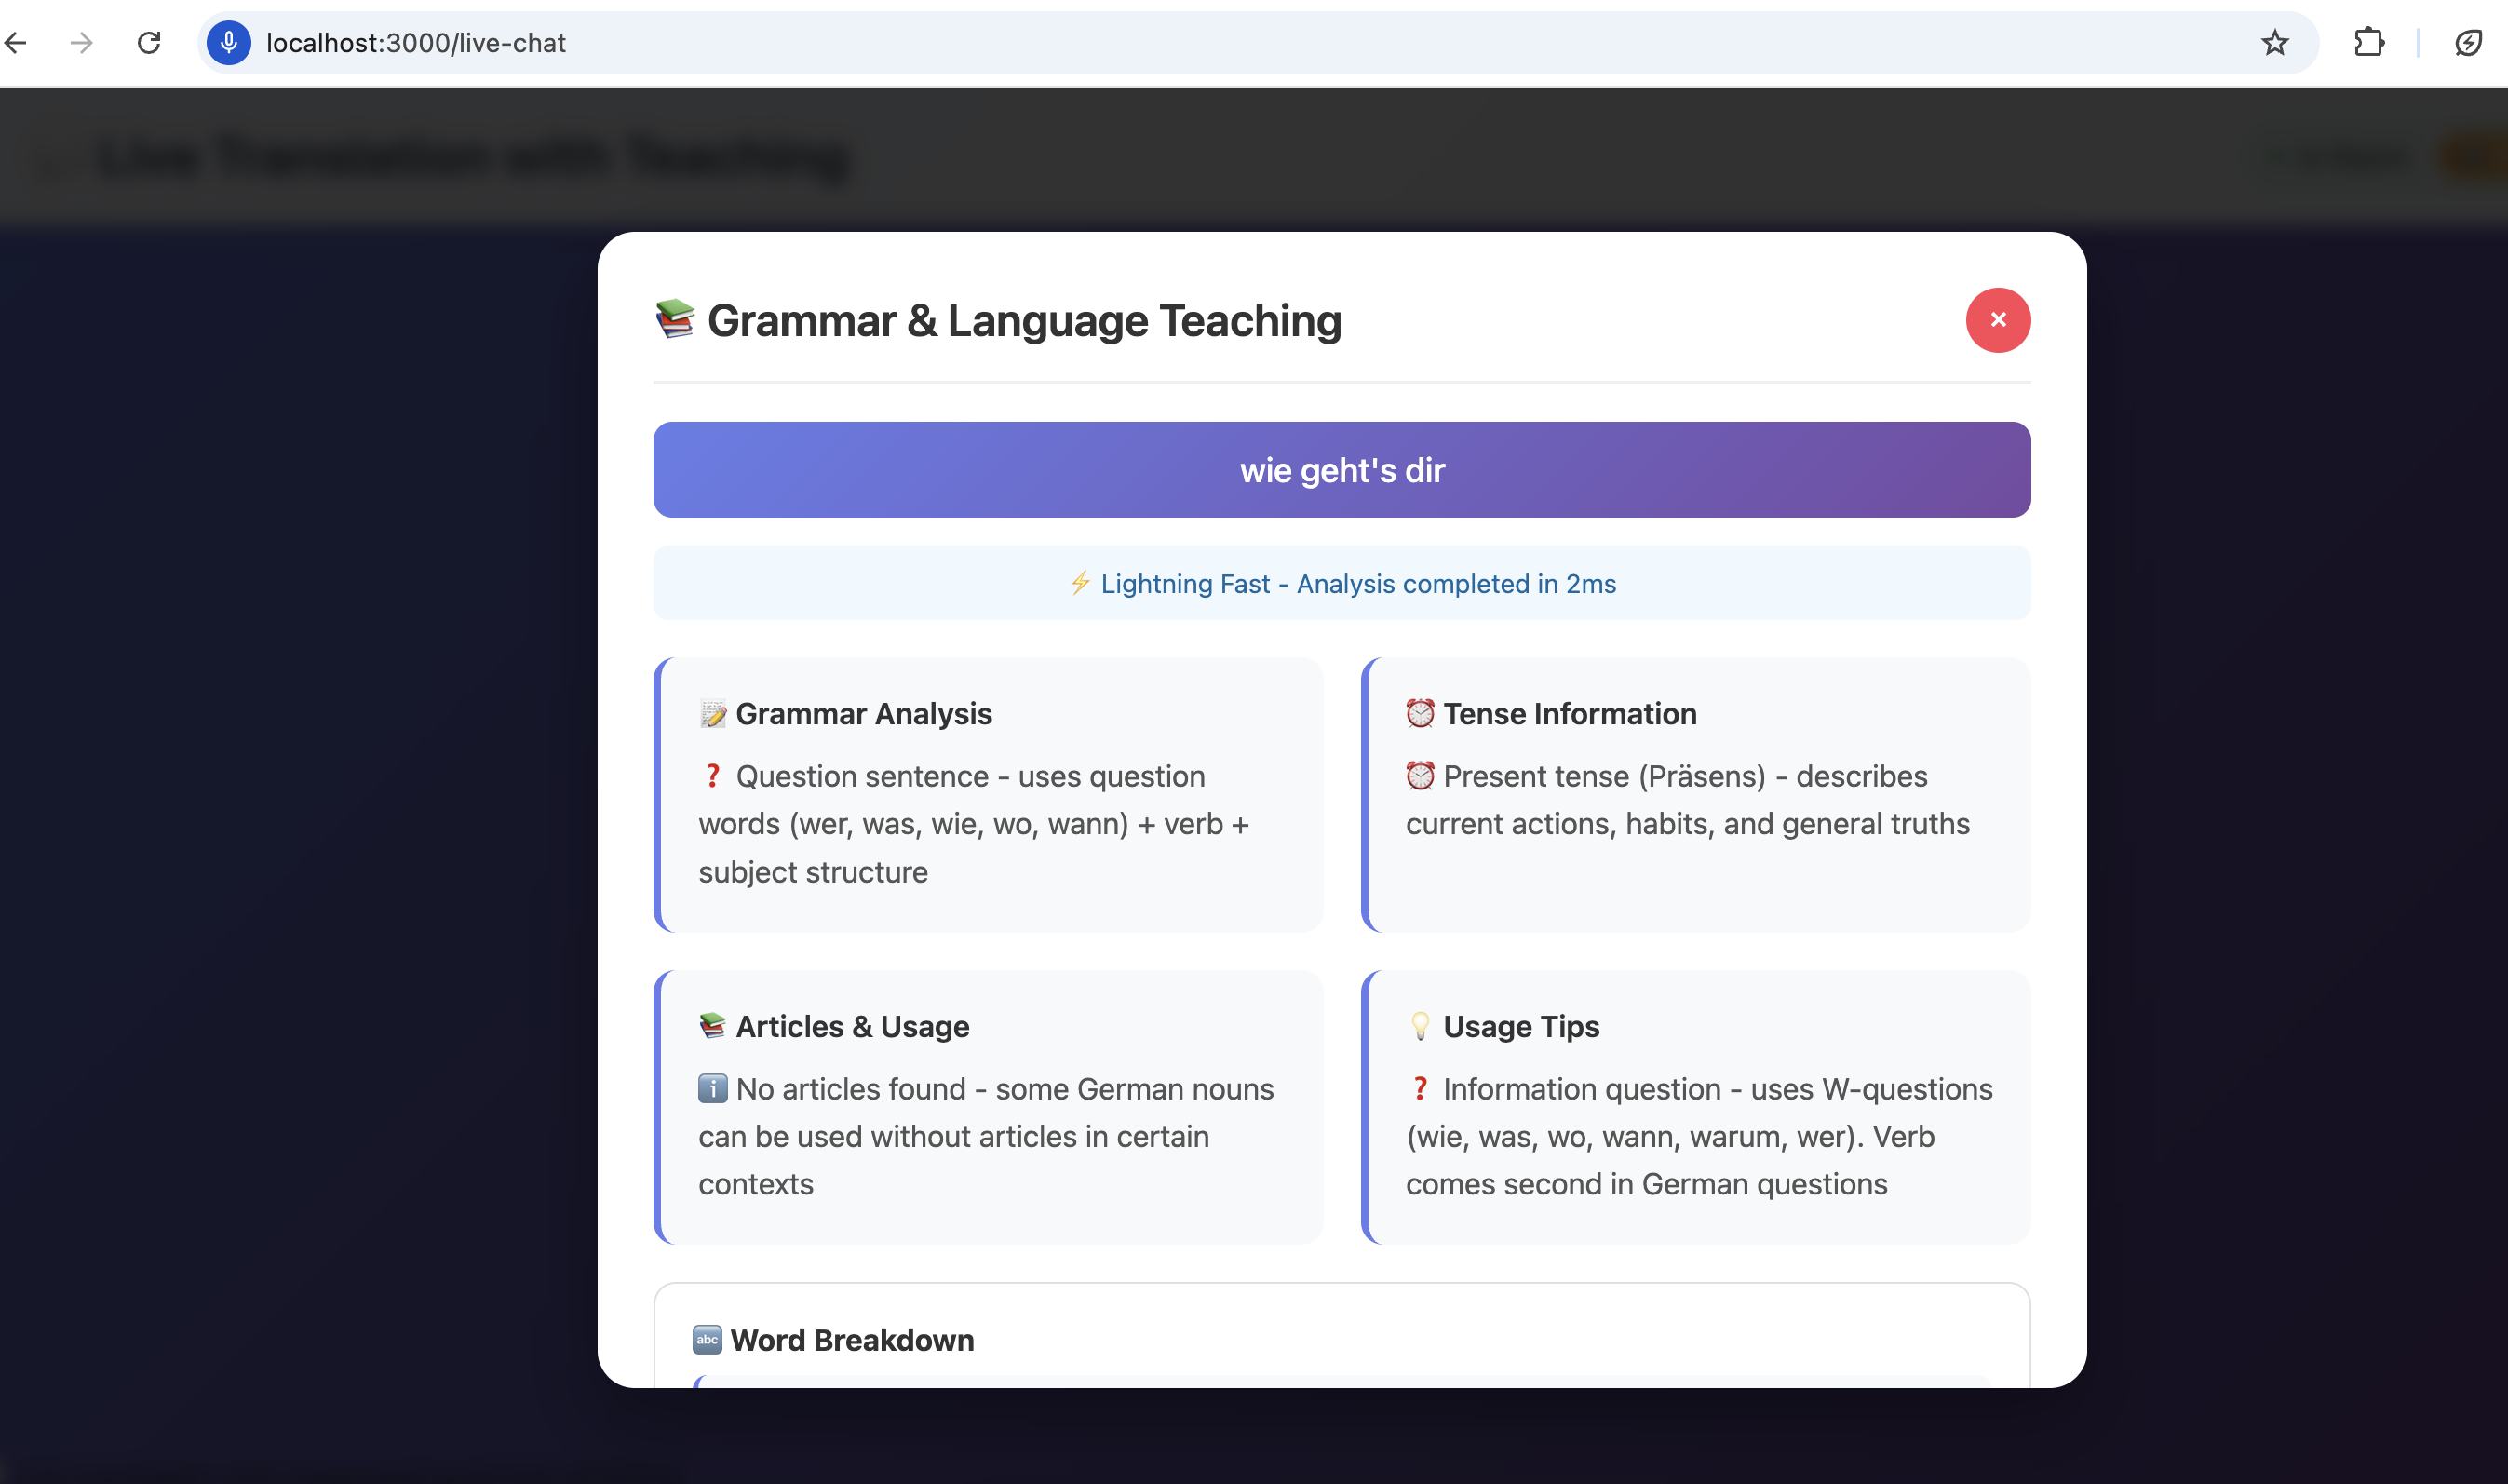 localhost:3000/live-chat
Live Translation with Teaching
📚 Grammar & Language Teaching
×
wie geht's dir
⚡ Lightning Fast - Analysis completed in 2ms
📝 Grammar Analysis
❓ Question sentence - uses question
words (wer, was, wie, wo, wann) + verb +
subject structure
⏰ Tense Information
⏰ Present tense (Präsens) - describes
current actions, habits, and general truths
📚 Articles & Usage
ℹ️ No articles found - some German nouns
can be used without articles in certain
contexts
💡 Usage Tips
❓ Information question - uses W-questions
(wie, was, wo, wann, warum, wer). Verb
comes second in German questions
🔤 Word Breakdown